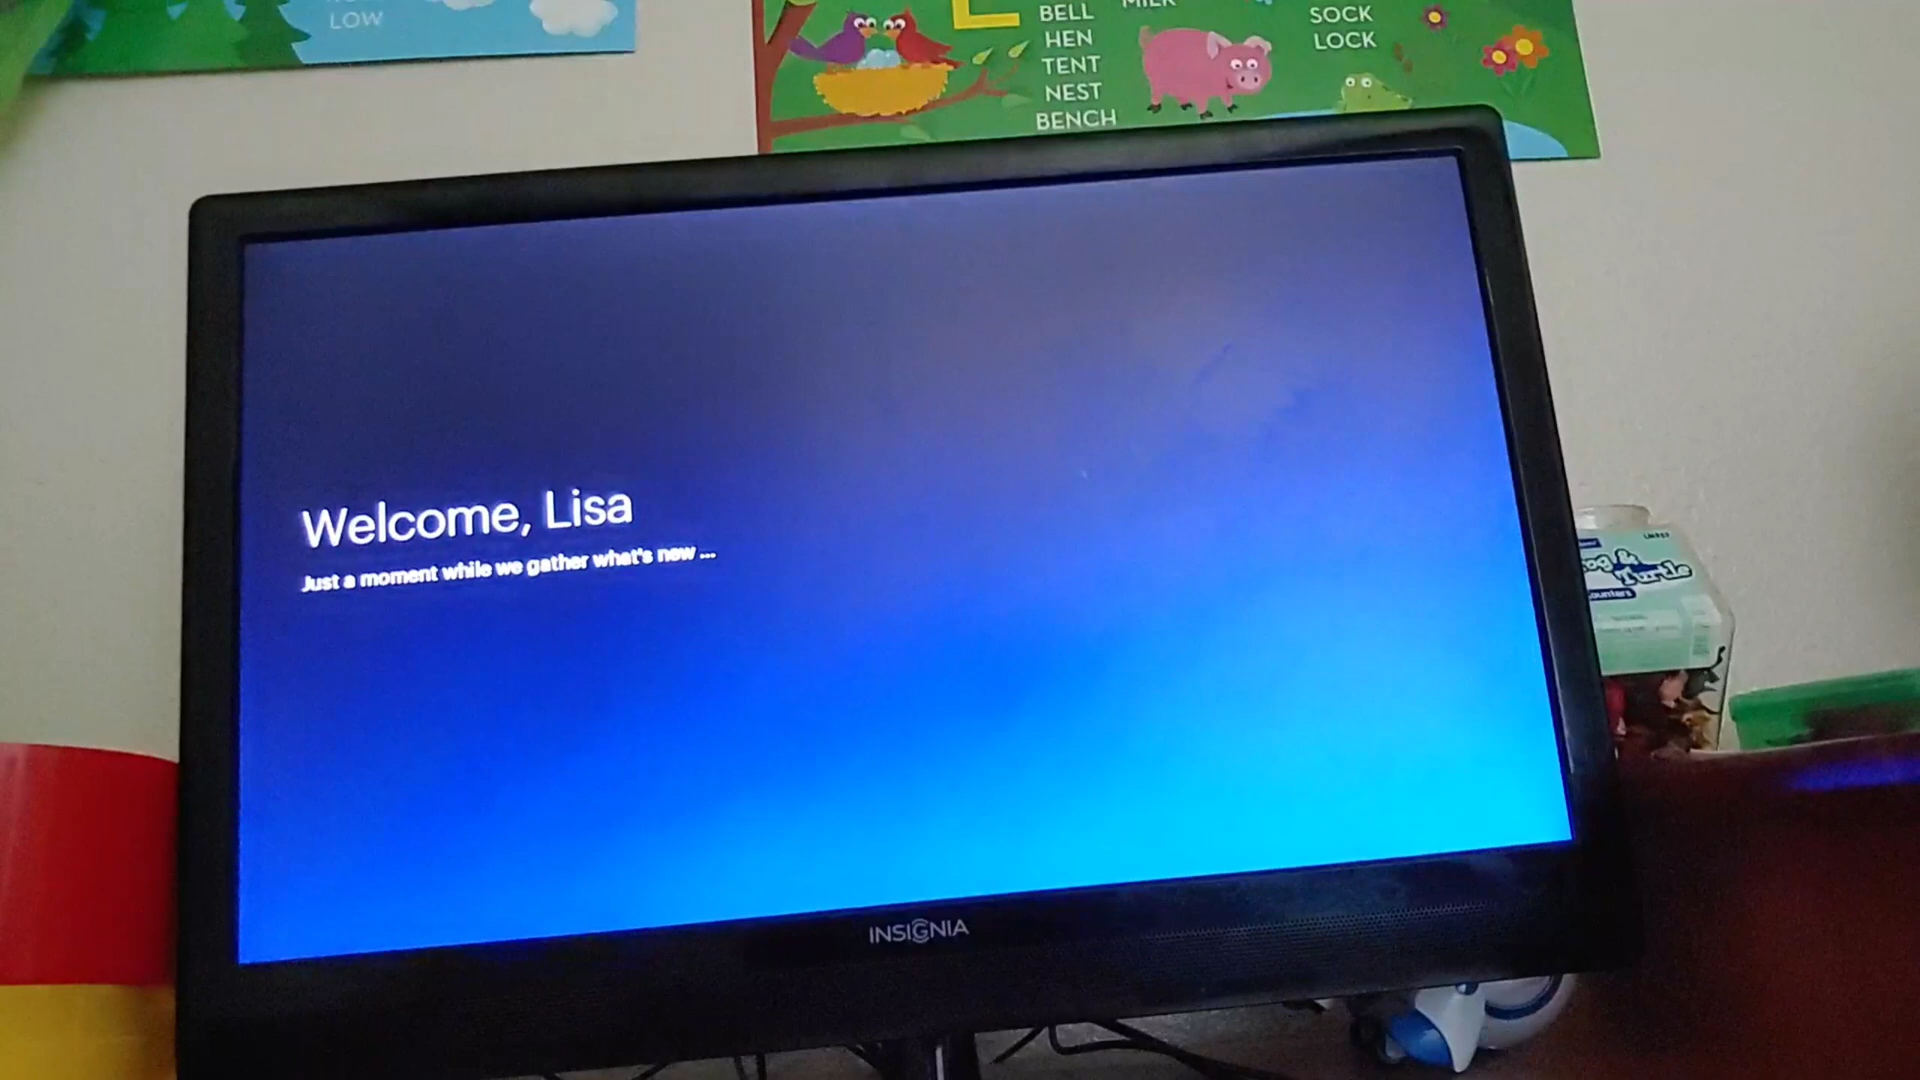 LOW
BELL
HEN
TENT
NEST
BENCH
MILK
SOCK
LOCK
Welcome, Lisa
Just a moment while we gather what's new ...
INSIGNIA
Turtle